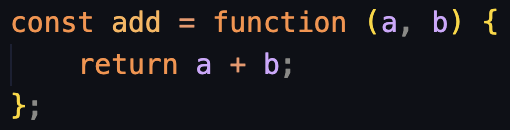 const add = function (a, b) {
    return a + b;
};